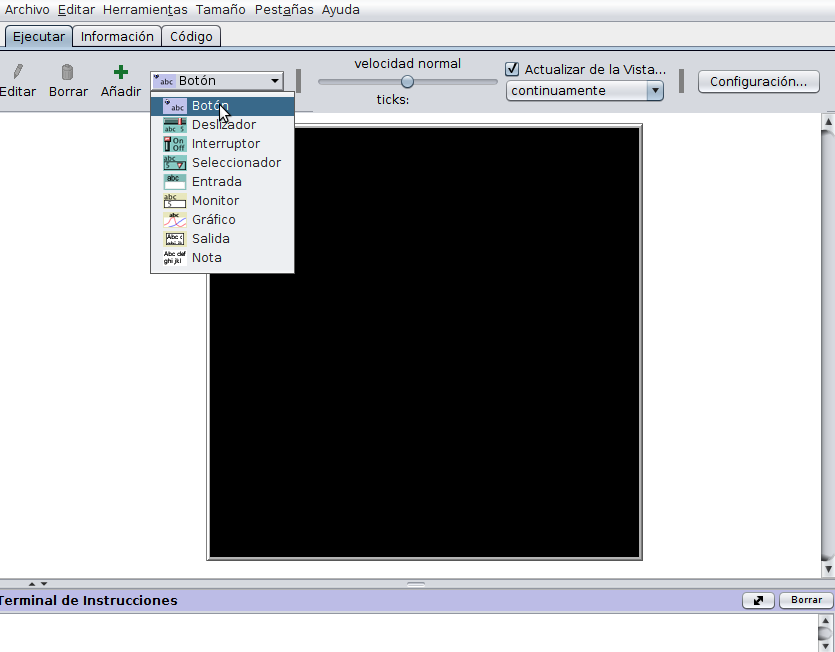 Archivo Editar Herramientas Tamaño Pestañas Ayuda
Ejecutar Información Código
Editar Borrar Añadir
abc Botón
velocidad normal
ticks:
Actualizar de la Vista...
continuamente
Configuración...
abc Botón
abc 5 Deslizador
On Off Interruptor
abc 5 Seleccionador
abc Entrada
abc 5 Monitor
abc Gráfico
Salida
Abc def
ghi jkl Nota
Terminal de Instrucciones
Borrar